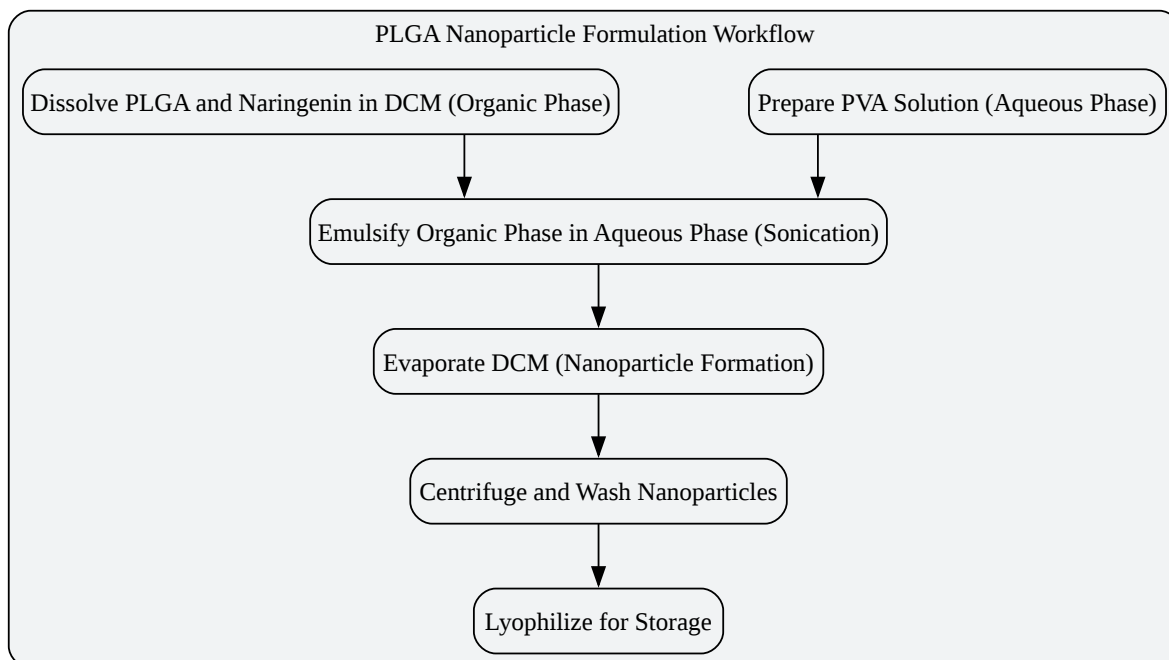 PLGA Nanoparticle Formulation Workflow
Dissolve PLGA and Naringenin in DCM (Organic Phase)
Prepare PVA Solution (Aqueous Phase)
Emulsify Organic Phase in Aqueous Phase (Sonication)
Evaporate DCM (Nanoparticle Formation)
Centrifuge and Wash Nanoparticles
Lyophilize for Storage